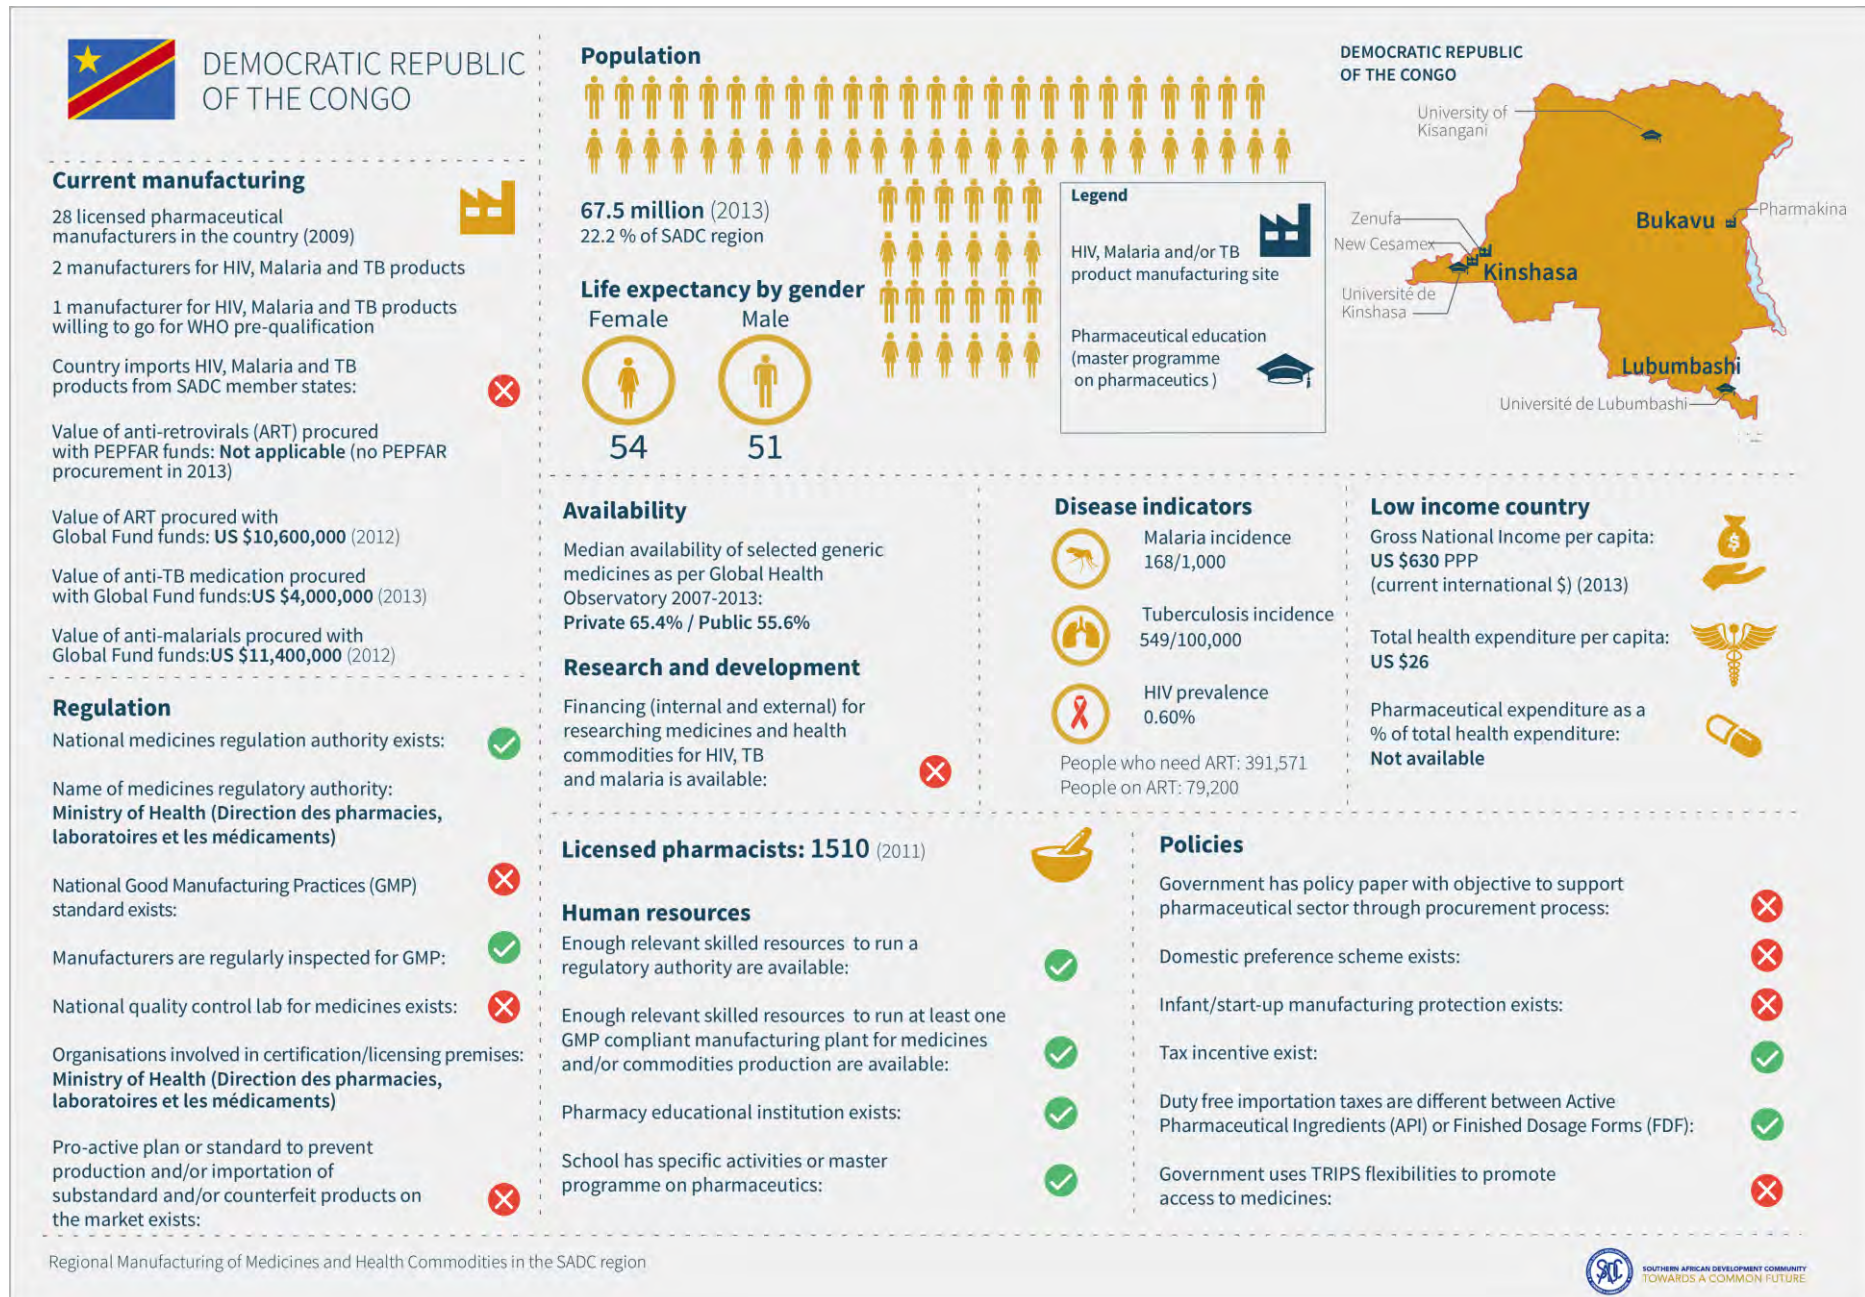 DEMOCRATIC REPUBLIC
OF THE CONGO
Current manufacturing
28 licensed pharmaceutical
manufacturers in the country (2009)
2 manufacturers for HIV, Malaria and TB products
1 manufacturer for HIV, Malaria and TB products
willing to go for WHO pre-qualification
Country imports HIV, Malaria and TB
products from SADC member states:
Value of anti-retrovirals (ART) procured
with PEPFAR funds: Not applicable (no PEPFAR
procurement in 2013)
Value of ART procured with
Global Fund funds: US $10,600,000 (2012)
Value of anti-TB medication procured
with Global Fund funds:US $4,000,000 (2013)
Value of anti-malarials procured with
Global Fund funds:US $11,400,000 (2012)
Regulation
National medicines regulation authority exists:
Name of medicines regulatory authority:
Ministry of Health (Direction des pharmacies,
laboratoires et les médicaments)
National Good Manufacturing Practices (GMP)
standard exists:
Manufacturers are regularly inspected for GMP:
National quality control lab for medicines exists:
Organisations involved in certification/licensing premises:
Ministry of Health (Direction des pharmacies,
laboratoires et les médicaments)
Pro-active plan or standard to prevent
production and/or importation of
substandard and/or counterfeit products on
the market exists:
Population
67.5 million (2013)
22.2 % of SADC region
Life expectancy by gender
Female Male
54 51
Legend
HIV, Malaria and/or TB
product manufacturing site
Pharmaceutical education
(master programme
on pharmaceutics )
DEMOCRATIC REPUBLIC
OF THE CONGO
University of
Kisangani
Zenufa
New Cesamex
Université de
Kinshasa
Kinshasa
Bukavu
Pharmakina
Lubumbashi
Université de Lubumbashi
Availability
Median availability of selected generic
medicines as per Global Health
Observatory 2007-2013:
Private 65.4% / Public 55.6%
Research and development
Financing (internal and external) for
researching medicines and health
commodities for HIV, TB
and malaria is available:
Disease indicators
Malaria incidence
168/1,000
Tuberculosis incidence
549/100,000
HIV prevalence
0.60%
People who need ART: 391,571
People on ART: 79,200
Low income country
Gross National Income per capita:
US $630 PPP
(current international $) (2013)
Total health expenditure per capita:
US $26
Pharmaceutical expenditure as a
% of total health expenditure:
Not available
Licensed pharmacists: 1510 (2011)
Human resources
Enough relevant skilled resources to run a
regulatory authority are available:
Enough relevant skilled resources to run at least one
GMP compliant manufacturing plant for medicines
and/or commodities production are available:
Pharmacy educational institution exists:
School has specific activities or master
programme on pharmaceutics:
Policies
Government has policy paper with objective to support
pharmaceutical sector through procurement process:
Domestic preference scheme exists:
Infant/start-up manufacturing protection exists:
Tax incentive exist:
Duty free importation taxes are different between Active
Pharmaceutical Ingredients (API) or Finished Dosage Forms (FDF):
Government uses TRIPS flexibilities to promote
access to medicines:
Regional Manufacturing of Medicines and Health Commodities in the SADC region
SOUTHERN AFRICAN DEVELOPMENT COMMUNITY
TOWARDS A COMMON FUTURE